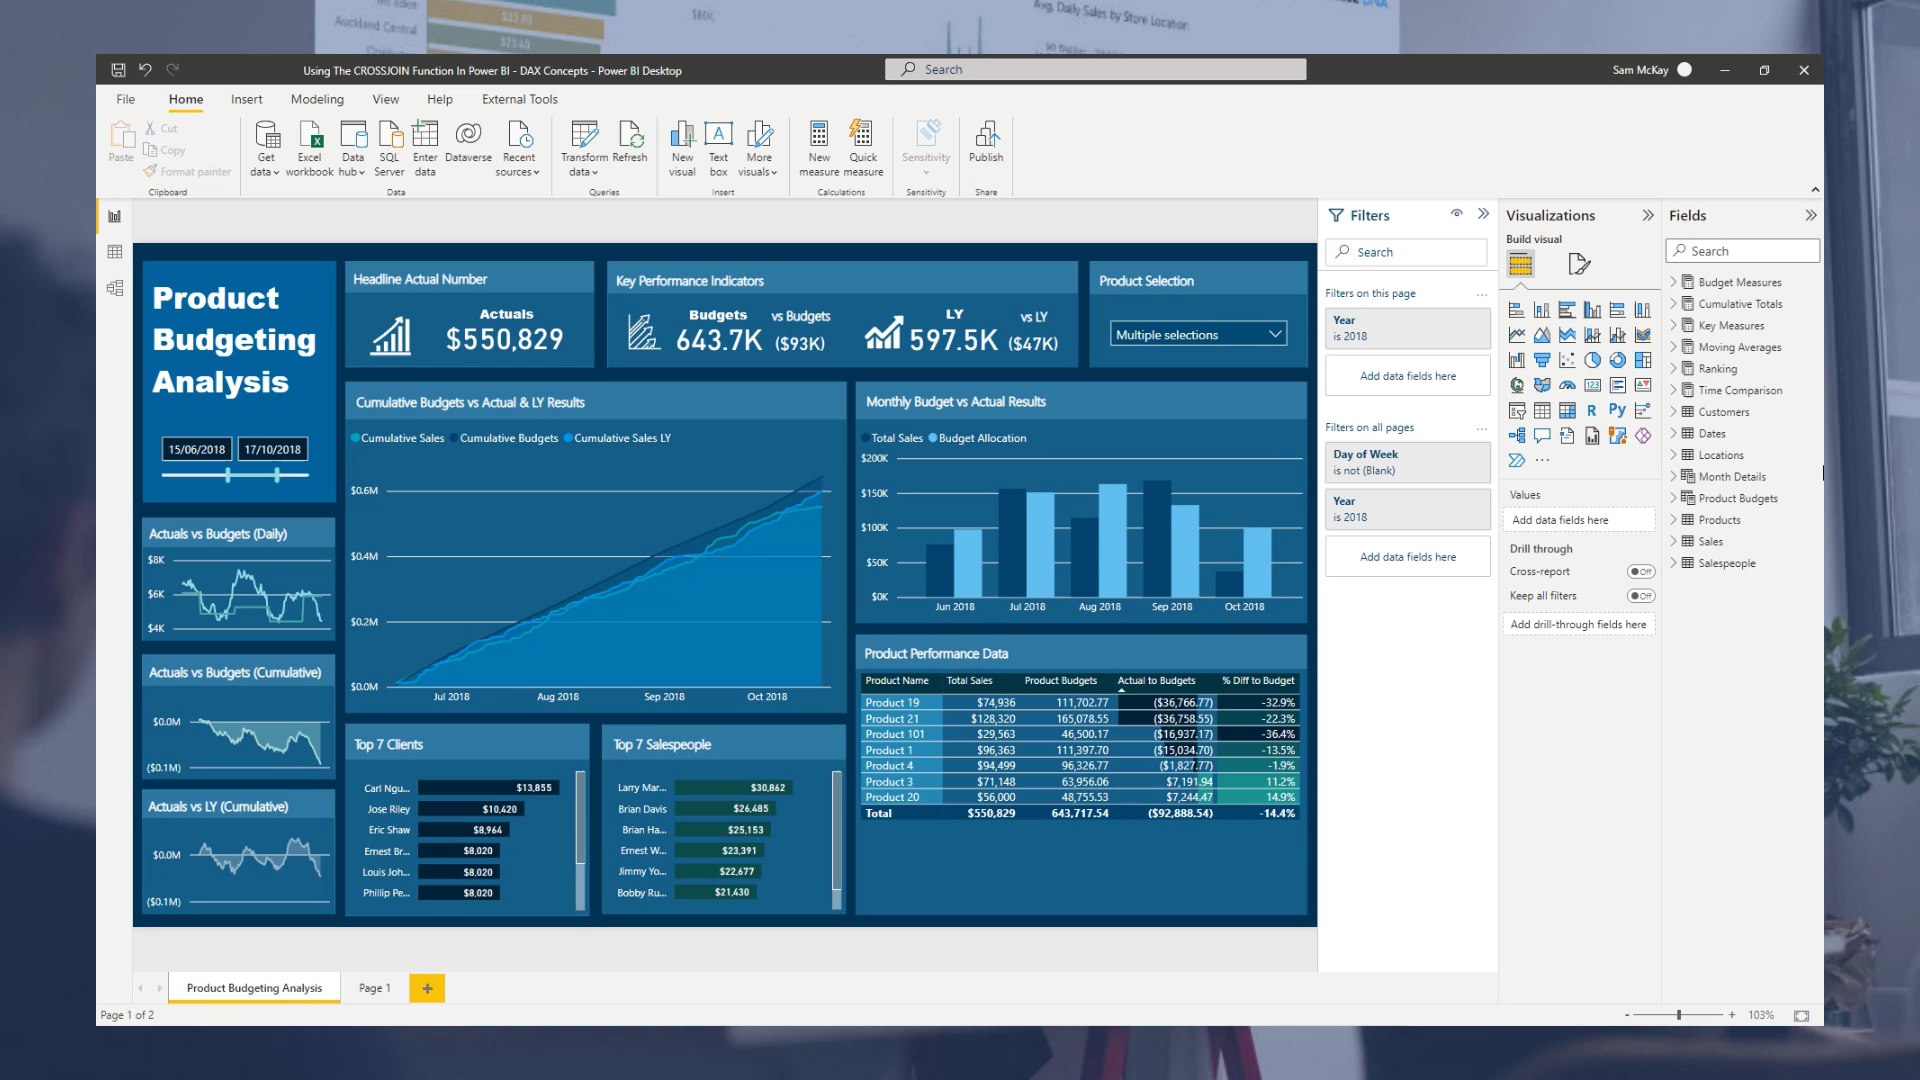 Auckland Central
$25.93
$23.43
$80K
Avg. Daily Sales by Store Location
Using The CROSSJOIN Function In Power BI - DAX Concepts - Power BI Desktop
Search
Sam McKay
File Home Insert Modeling View Help External Tools
Paste
Cut
Copy
Format painter
Clipboard
Get data
Excel workbook
Data hub
SQL Server
Enter data
Dataverse
Recent sources
Data
Transform data
Refresh
Queries
New visual
Text box
More visuals
Insert
New measure
Quick measure
Calculations
Sensitivity
Sensitivity
Publish
Share
Product
Budgeting
Analysis
15/06/2018 17/10/2018
Headline Actual Number
Actuals
$550,829
Key Performance Indicators
Budgets vs Budgets
643.7K ($93K)
LY vs LY
597.5K ($47K)
Product Selection
Multiple selections
Actuals vs Budgets (Daily)
$8K
$6K
$4K
Actuals vs Budgets (Cumulative)
$0.0M
($0.1M)
Actuals vs LY (Cumulative)
$0.0M
($0.1M)
Cumulative Budgets vs Actual & LY Results
Cumulative Sales Cumulative Budgets Cumulative Sales LY
$0.6M
$0.4M
$0.2M
$0.0M
Jul 2018 Aug 2018 Sep 2018 Oct 2018
Monthly Budget vs Actual Results
Total Sales Budget Allocation
$200K
$150K
$100K
$50K
$0K
Jun 2018 Jul 2018 Aug 2018 Sep 2018 Oct 2018
Top 7 Clients
Carl Ngu... $13,855
Jose Riley $10,420
Eric Shaw $8,964
Ernest Br... $8,020
Louis Joh... $8,020
Phillip Pe... $8,020
Top 7 Salespeople
Larry Mar... $30,862
Brian Davis $26,485
Brian Ha... $25,153
Ernest W... $23,391
Jimmy Yo... $22,677
Bobby Ru... $21,430
Product Performance Data
Product Name Total Sales Product Budgets Actual to Budgets % Diff to Budget
Product 19 $74,936 111,702.77 ($36,766.77) -32.9%
Product 21 $128,320 165,078.55 ($36,758.55) -22.3%
Product 101 $29,563 46,500.17 ($16,937.17) -36.4%
Product 1 $96,363 111,397.70 ($15,034.70) -13.5%
Product 4 $94,499 96,326.77 ($1,827.77) -1.9%
Product 3 $71,148 63,956.06 $7,191.94 11.2%
Product 20 $56,000 48,755.53 $7,244.47 14.9%
Total $550,829 643,717.54 ($92,888.54) -14.4%
Filters
Search
Filters on this page ...
Year
is 2018
Add data fields here
Filters on all pages ...
Day of Week
is not (Blank)
Year
is 2018
Add data fields here
Visualizations
Build visual
123
R Py
...
Values
Add data fields here
Drill through
Cross-report Off
Keep all filters Off
Add drill-through fields here
Fields
Search
Budget Measures
Cumulative Totals
Key Measures
Moving Averages
Ranking
Time Comparison
Customers
Dates
Locations
Month Details
Product Budgets
Products
Sales
Salespeople
Product Budgeting Analysis Page 1 +
Page 1 of 2
- + 103%